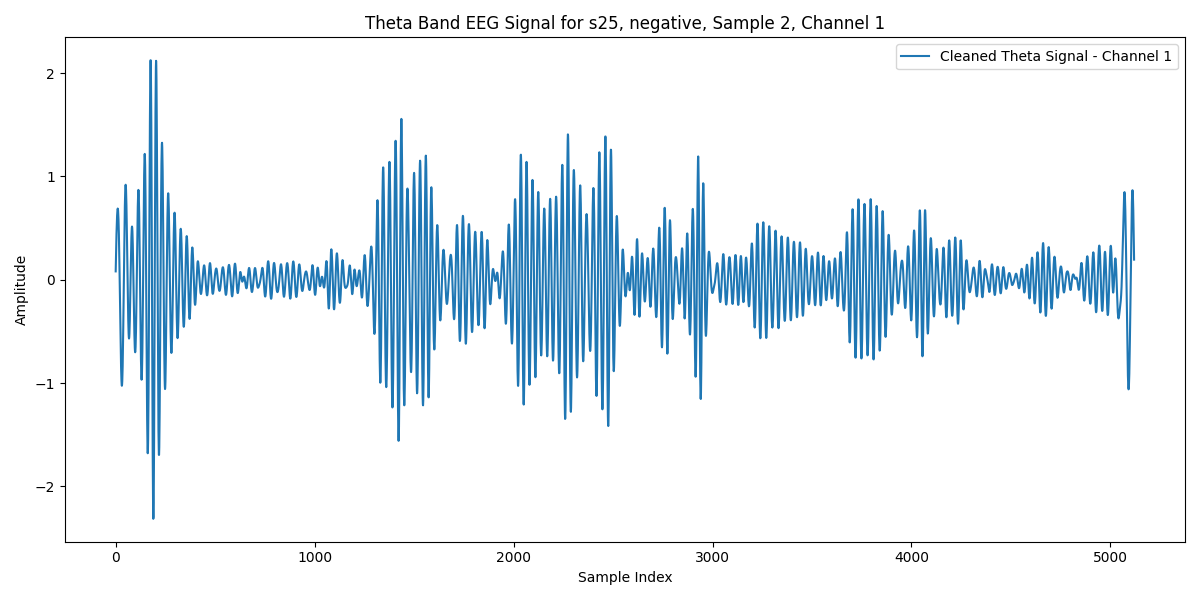 Theta Band EEG Signal for s25, negative, Sample 2, Channel 1
Cleaned Theta Signal - Channel 1
Amplitude
2
1
0
−1
−2
0 1000 2000 3000 4000 5000
Sample Index